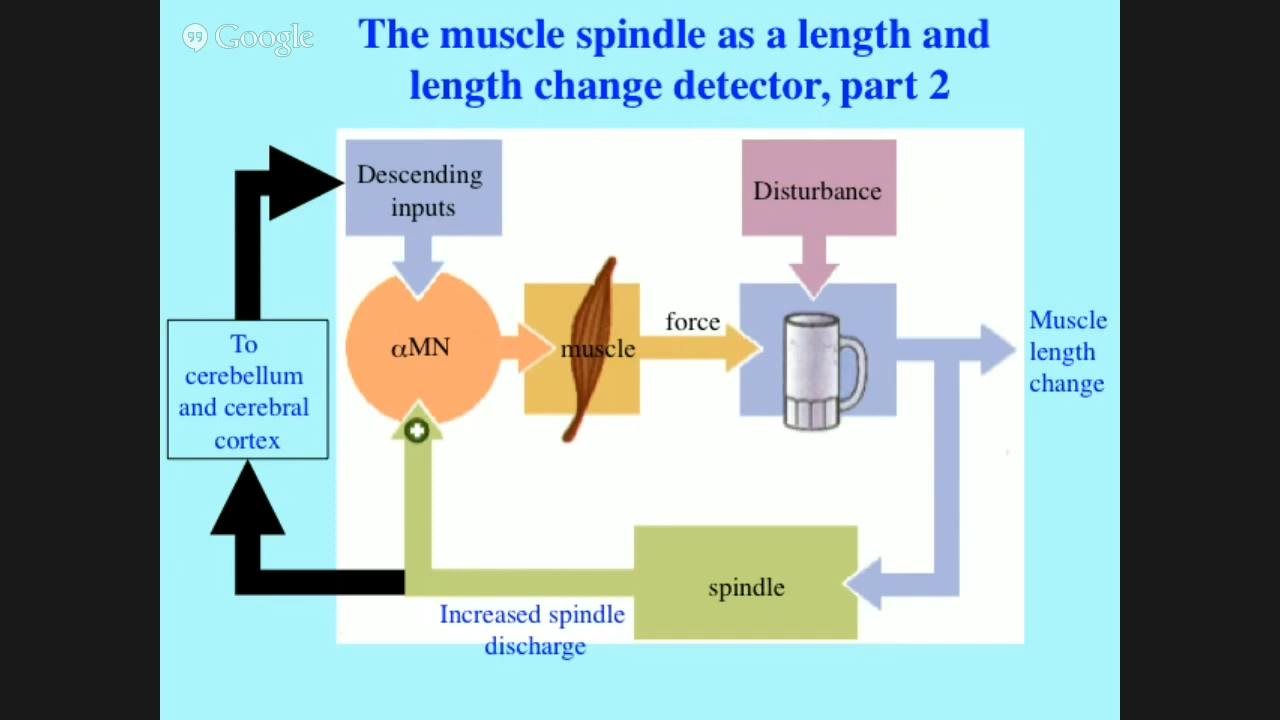 Google
The muscle spindle as a length and
length change detector, part 2
Descending
inputs
Disturbance
αMN
muscle
force
Muscle
length
change
To
cerebellum
and cerebral
cortex
spindle
Increased spindle
discharge